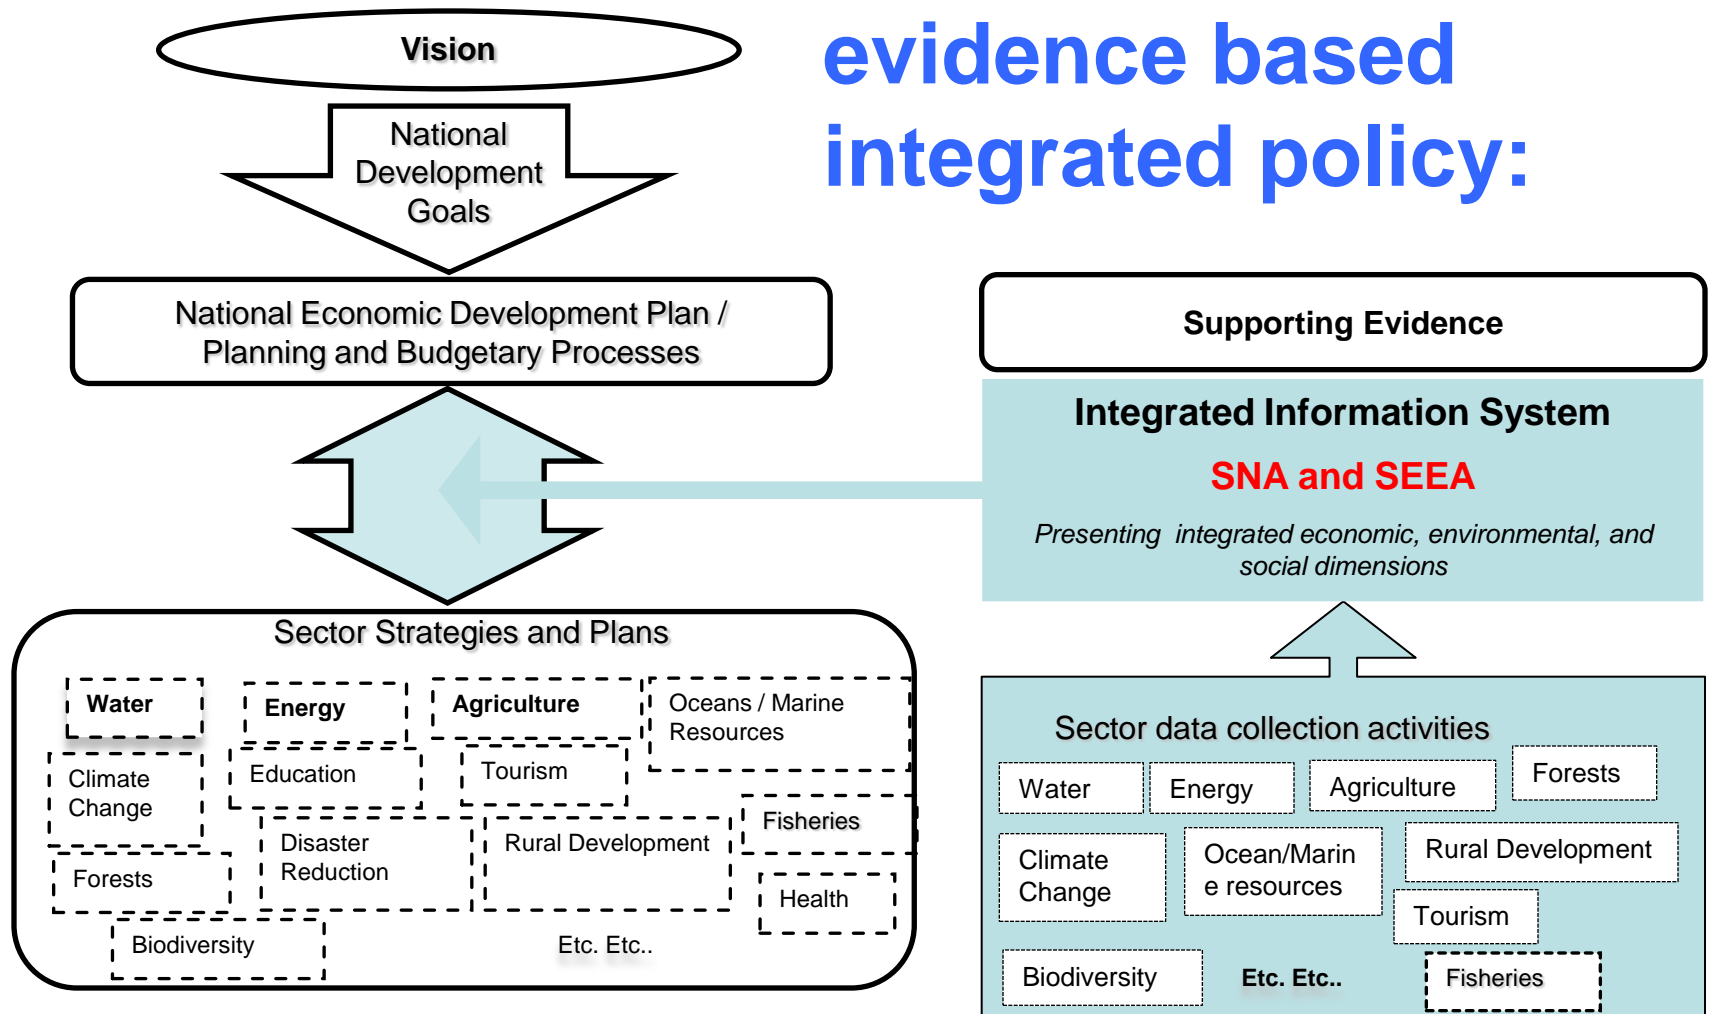 evidence based
integrated policy:
Vision
National
Development
Goals
National Economic Development Plan /
Planning and Budgetary Processes
Supporting Evidence
Integrated Information System
SNA and SEEA
Presenting integrated economic, environmental, and
social dimensions
Sector Strategies and Plans
Water
Energy
Agriculture
Oceans / Marine
Resources
Climate
Change
Education
Tourism
Fisheries
Disaster
Reduction
Rural Development
Forests
Health
Biodiversity
Etc. Etc..
Sector data collection activities
Water
Energy
Agriculture
Forests
Climate
Change
Ocean/Marin
e resources
Rural Development
Tourism
Biodiversity
Etc. Etc..
Fisheries